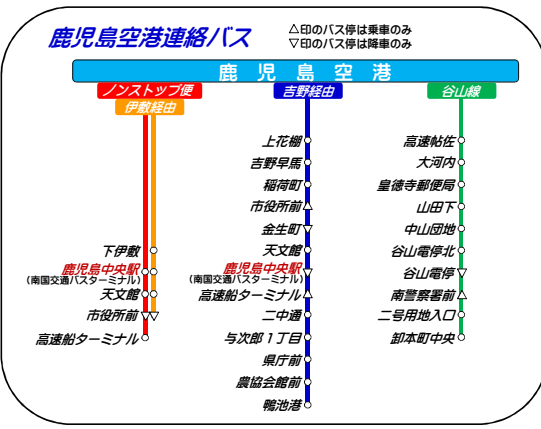 鹿児島空港連絡バス
△印のバス停は乗車のみ
▽印のバス停は降車のみ
鹿児島空港
ノンストップ便
伊敷経由
下伊敷
鹿児島中央駅
(南国交通バスターミナル)
天文館
市役所前
高速船ターミナル
吉野経由
上花棚
吉野早馬
稲荷町
市役所前
金生町
天文館
鹿児島中央駅
(南国交通バスターミナル)
高速船ターミナル
二中通
与次郎1丁目
県庁前
農協会館前
鴨池港
谷山線
高速帖佐
大河内
皇徳寺郵便局
山田下
中山団地
谷山電停北
谷山電停
南警察署前
二号用地入口
卸本町中央